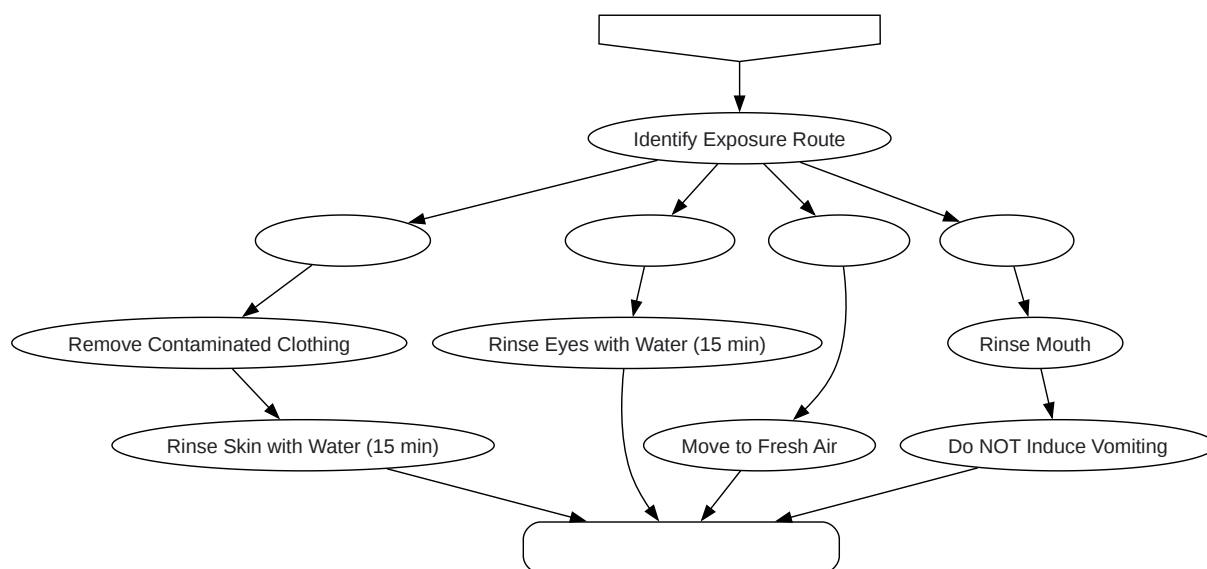 Identify Exposure Route
Remove Contaminated Clothing
Rinse Eyes with Water (15 min)
Rinse Mouth
Rinse Skin with Water (15 min)
Move to Fresh Air
Do NOT Induce Vomiting